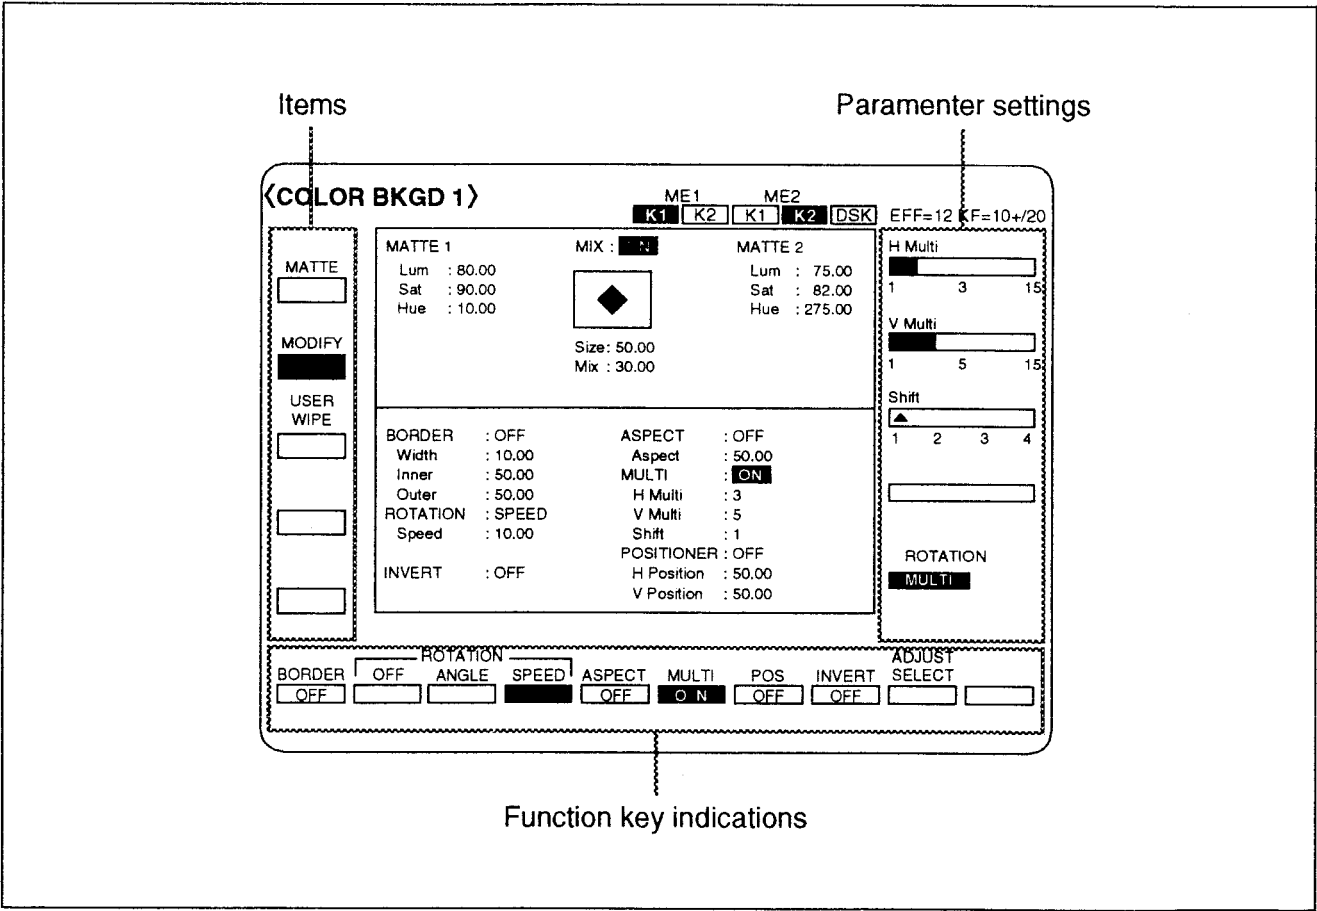 Items
Paramenter settings
〈COLOR BKGD 1〉
ME1 ME2
K1 K2 K1 K2 DSK EFF=12 KF=10+/20
MATTE
MODIFY
USER
WIPE
MATTE 1
Lum : 80.00
Sat : 90.00
Hue : 10.00
MIX : ON
Size: 50.00
Mix : 30.00
MATTE 2
Lum : 75.00
Sat : 82.00
Hue : 275.00
BORDER : OFF
Width : 10.00
Inner : 50.00
Outer : 50.00
ROTATION : SPEED
Speed : 10.00
INVERT : OFF
ASPECT : OFF
Aspect : 50.00
MULTI : ON
H Multi : 3
V Multi : 5
Shift : 1
POSITIONER : OFF
H Position : 50.00
V Position : 50.00
H Multi
1 3 15
V Multi
1 5 15
Shift
1 2 3 4
ROTATION
MULTI
ROTATION ADJUST
BORDER OFF ANGLE SPEED ASPECT MULTI POS INVERT SELECT
OFF OFF O N OFF OFF
Function key indications